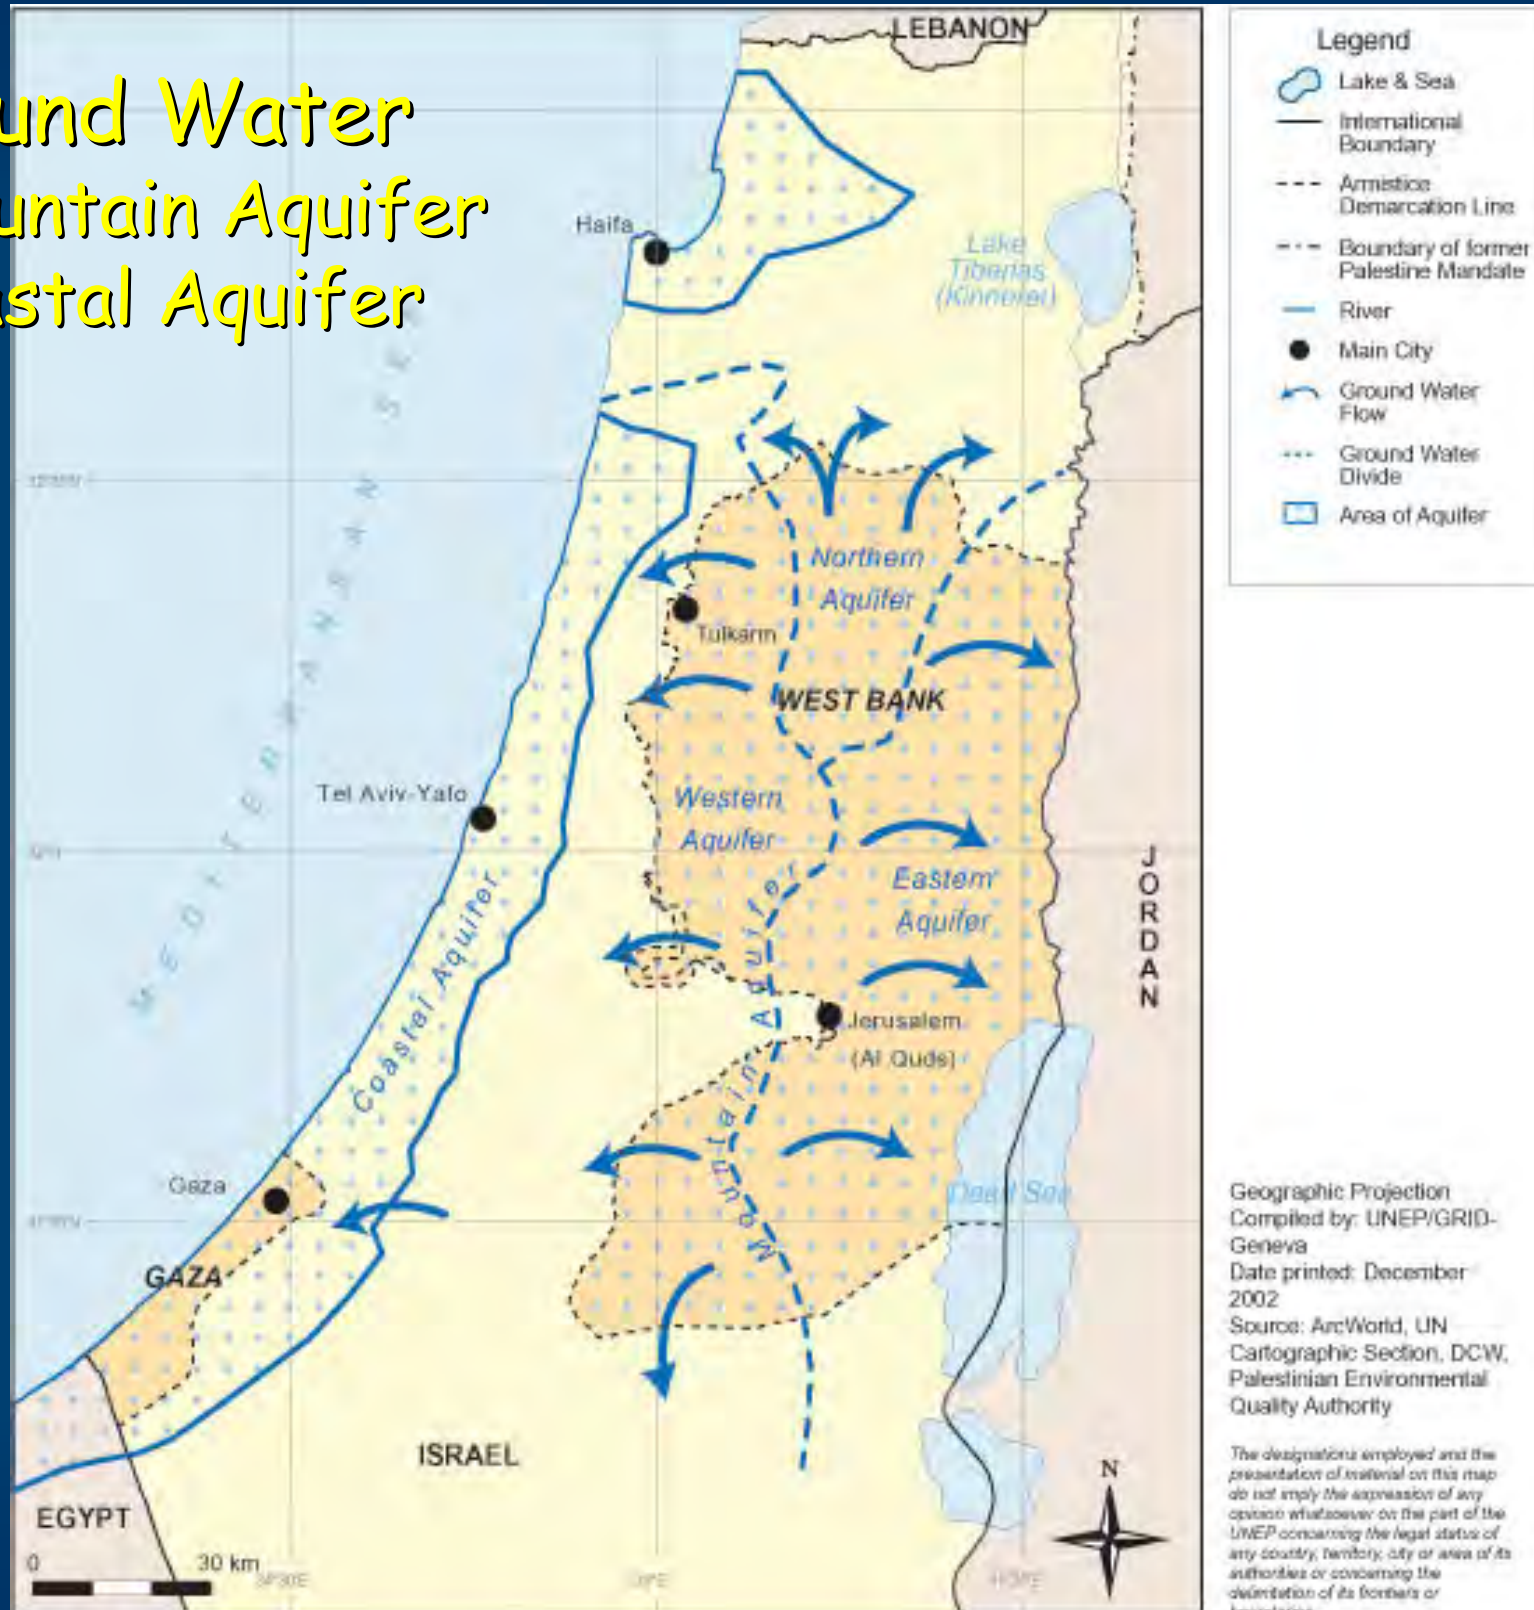 und Water
untain Aquifer
astal Aquifer
LEBANON
Haifa
Lake
Tiberias
(Kinneret)
MEDITERRANEAN SEA
Northern
Aquifer
Tulkarm
WEST BANK
Tel Aviv-Yafo
Western
Aquifer
Eastern
Aquifer
JORDAN
Coastal Aquifer
Mountain Aquifer
Jerusalem
(Al Quds)
Gaza
Dead Sea
GAZA
ISRAEL
EGYPT
N
0 30 km
34°30'E
Legend
Lake & Sea
International
Boundary
Armistice
Demarcation Line
Boundary of former
Palestine Mandate
River
Main City
Ground Water
Flow
Ground Water
Divide
Area of Aquifer
Geographic Projection
Compiled by: UNEP/GRID-
Geneva
Date printed: December
2002
Source: ArcWorld, UN
Cartographic Section, DCW,
Palestinian Environmental
Quality Authority
The designations employed and the
presentation of material on this map
do not imply the expression of any
opinion whatsoever on the part of the
UNEP concerning the legal status of
any country, territory, city or area of its
authorities or concerning the
delimitation of its frontiers or